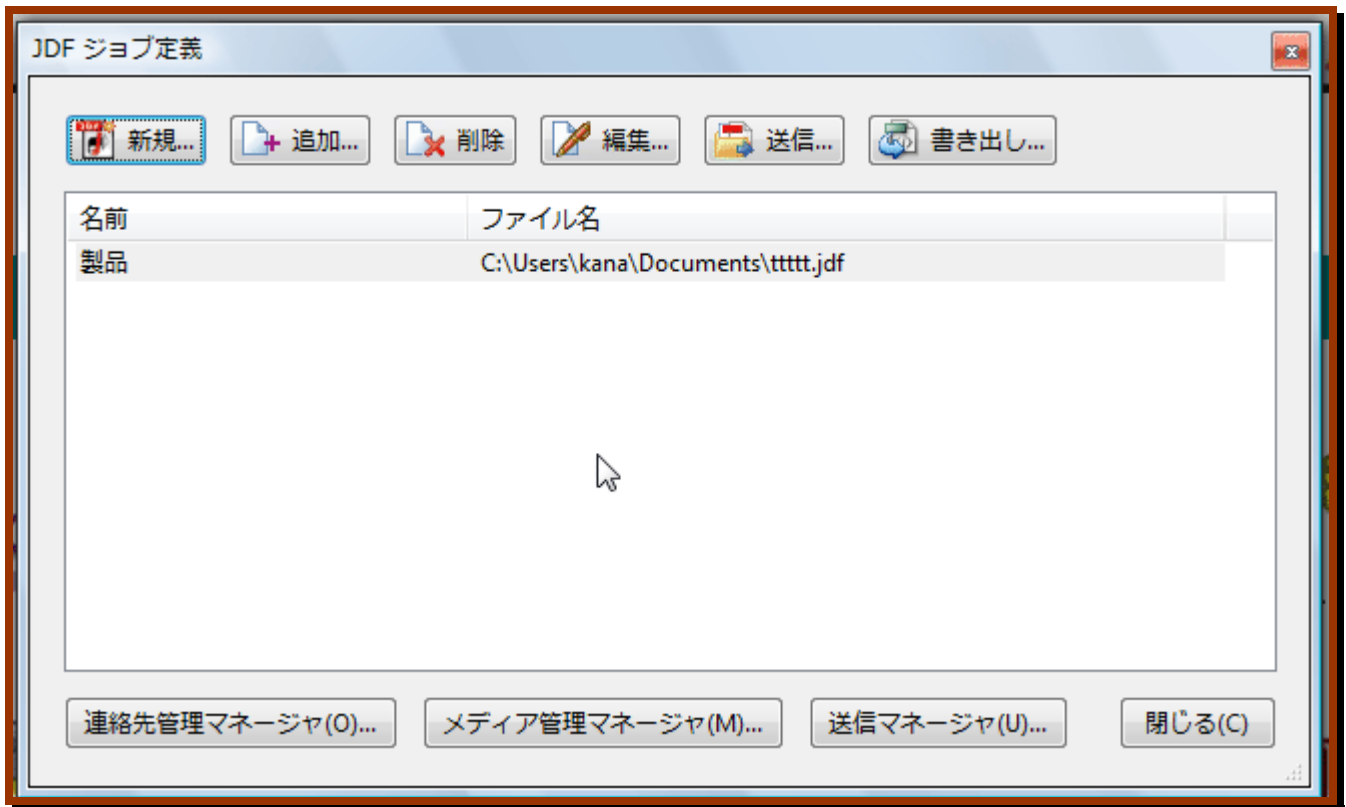 JDF ジョブ定義
新規... 追加... 削除 編集... 送信... 書き出し...
名前 ファイル名
製品 C:\Users\kana\Documents\ttttt.jdf
連絡先管理マネージャ(O)... メディア管理マネージャ(M)... 送信マネージャ(U)... 閉じる(C)